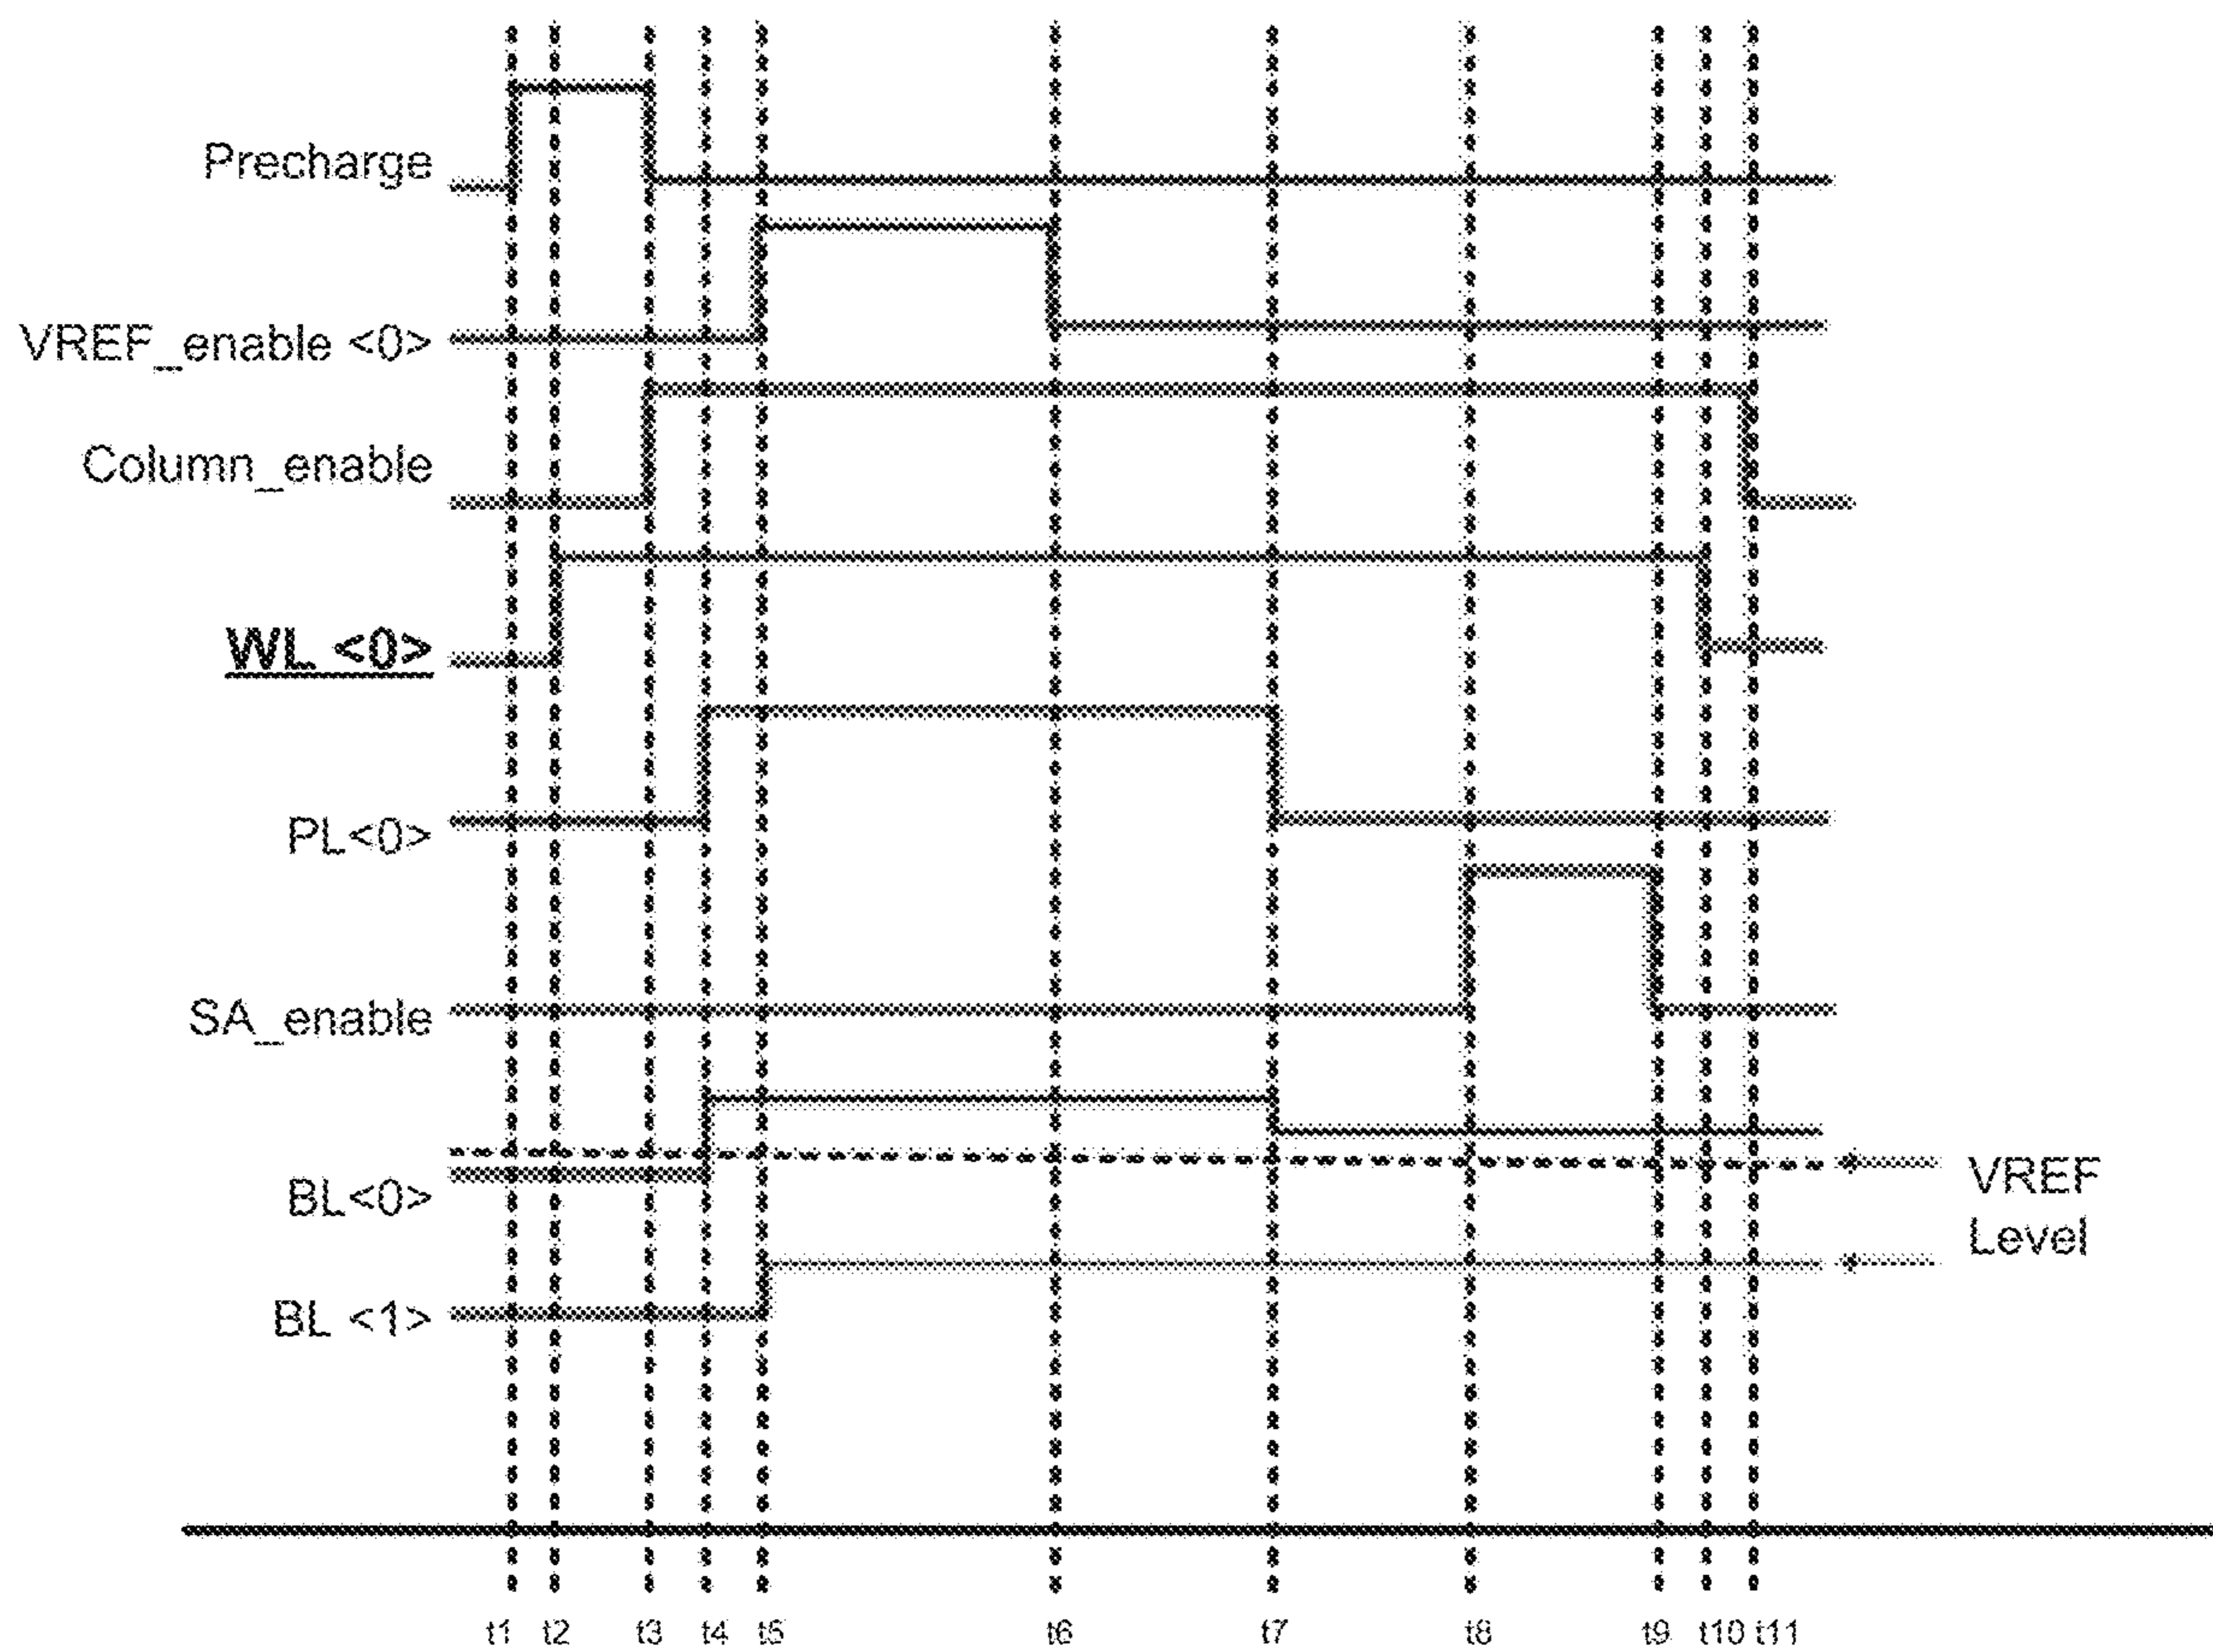 Precharge
VREF_enable <0>
Column_enable
WL <0>
PL<0>
SA_enable
BL<0>
VREF
Level
BL <1>
t1 t2 t3 t4 t5 t6 t7 t8 t9 t10 t11